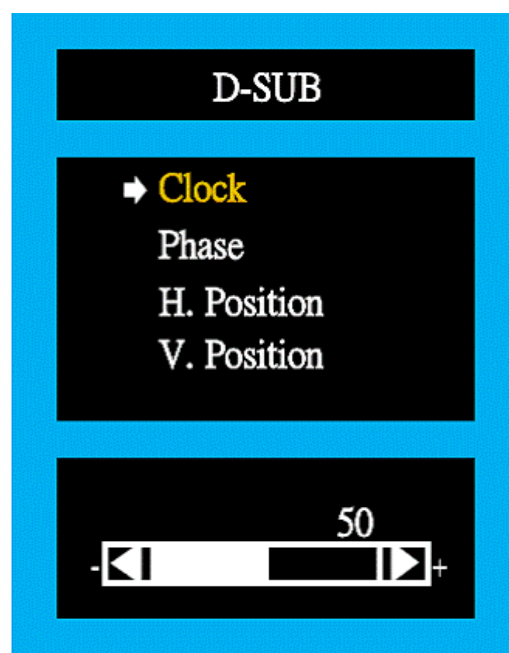 D-SUB
Clock
Phase
H. Position
V. Position
50
- +